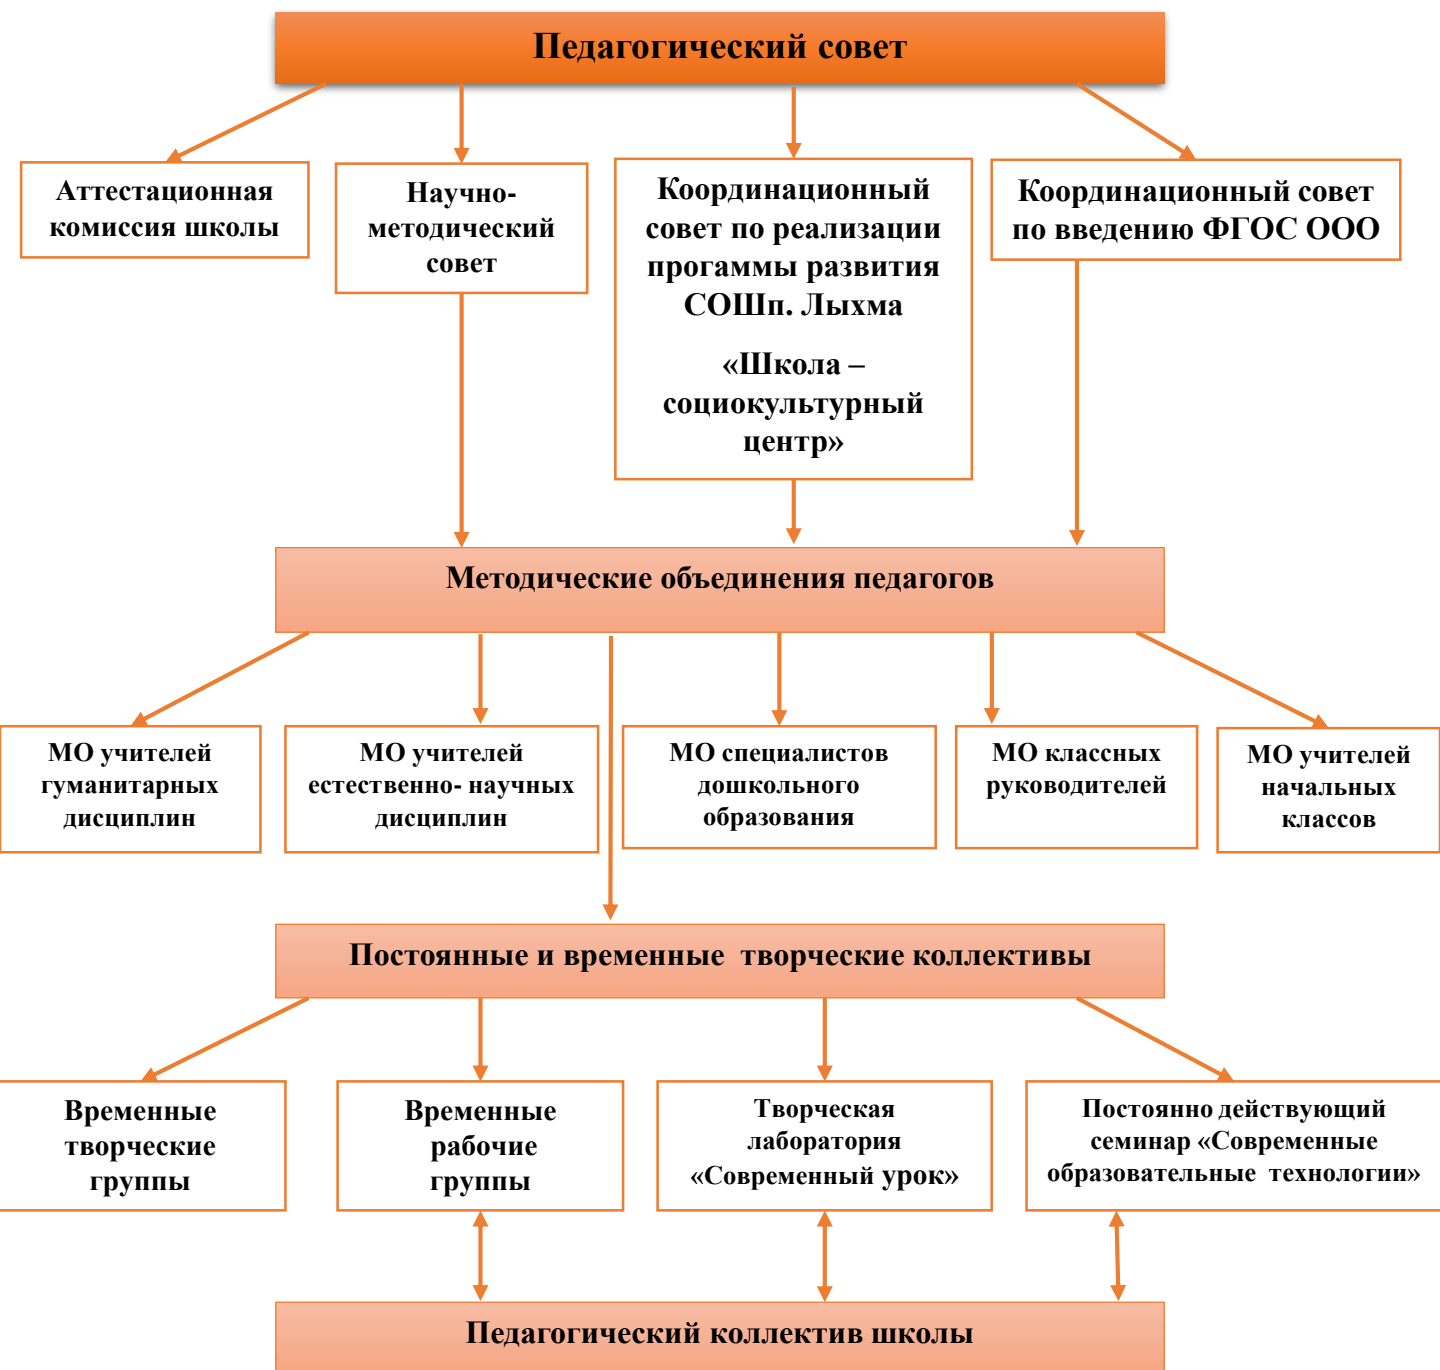 Педагогический совет
Аттестационная
комиссия школы
Научно-
методический
совет
Координационный
совет по реализации
прогаммы развития
СОШп. Лыхма
«Школа –
социокультурный
центр»
Координационный совет
по введению ФГОС ООО
Методические объединения педагогов
МО учителей
гуманитарных
дисциплин
МО учителей
естественно- научных
дисциплин
МО специалистов
дошкольного
образования
МО классных
руководителей
МО учителей
начальных
классов
Постоянные и временные творческие коллективы
Временные
творческие
группы
Временные
рабочие
группы
Творческая
лаборатория
«Современный урок»
Постоянно действующий
семинар «Современные
образовательные технологии»
Педагогический коллектив школы